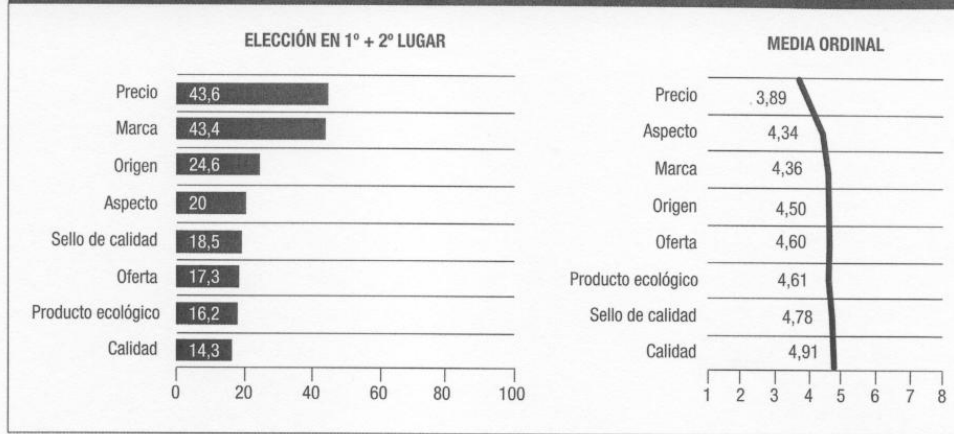 ELECCIÓN EN 1º + 2º LUGAR
Precio 43,6
Marca 43,4
Origen 24,6
Aspecto 20
Sello de calidad 18,5
Oferta 17,3
Producto ecológico 16,2
Calidad 14,3
0 20 40 60 80 100
MEDIA ORDINAL
Precio 3,89
Aspecto 4,34
Marca 4,36
Origen 4,50
Oferta 4,60
Producto ecológico 4,61
Sello de calidad 4,78
Calidad 4,91
1 2 3 4 5 6 7 8